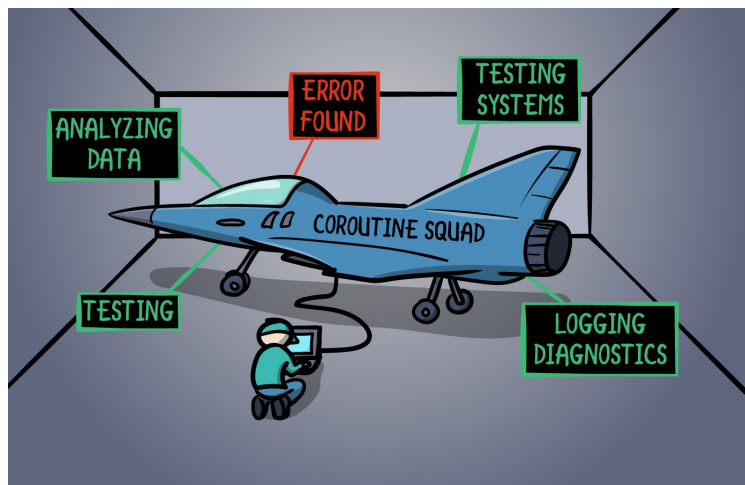 ERROR
FOUND
TESTING
SYSTEMS
ANALYZING
DATA
COROUTINE SQUAD
TESTING
LOGGING
DIAGNOSTICS